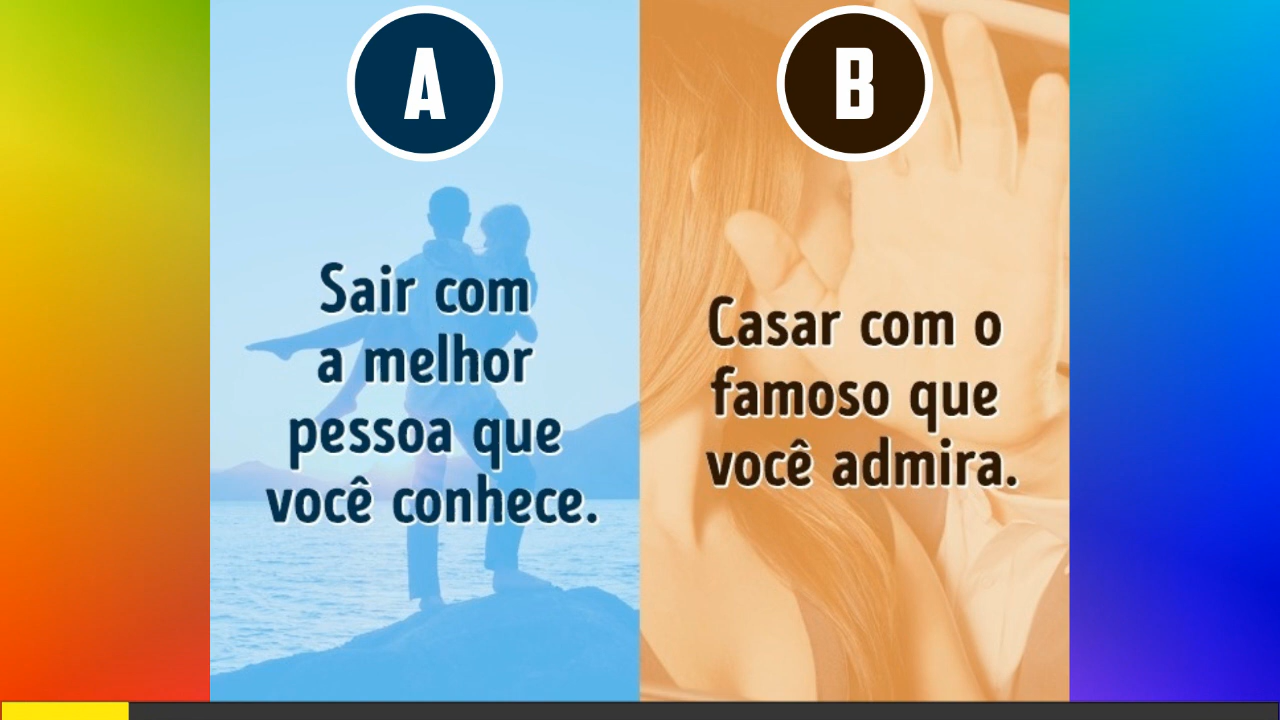 A
Sair com
a melhor
pessoa que
você conhece.
B
Casar com o
famoso que
você admira.